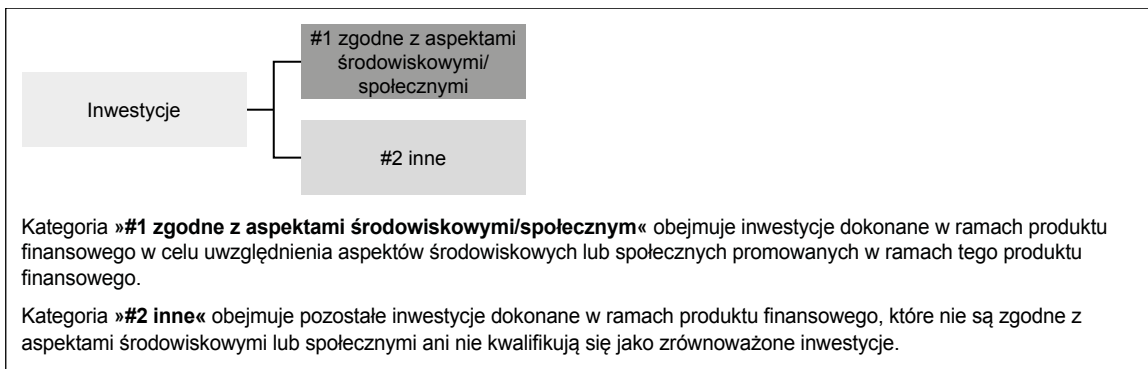 #1 zgodne z aspektami
środowiskowymi/
społecznymi
Inwestycje
#2 inne
Kategoria »#1 zgodne z aspektami środowiskowymi/społecznym« obejmuje inwestycje dokonane w ramach produktu
finansowego w celu uwzględnienia aspektów środowiskowych lub społecznych promowanych w ramach tego produktu
finansowego.
Kategoria »#2 inne« obejmuje pozostałe inwestycje dokonane w ramach produktu finansowego, które nie są zgodne z
aspektami środowiskowymi lub społecznymi ani nie kwalifikują się jako zrównoważone inwestycje.